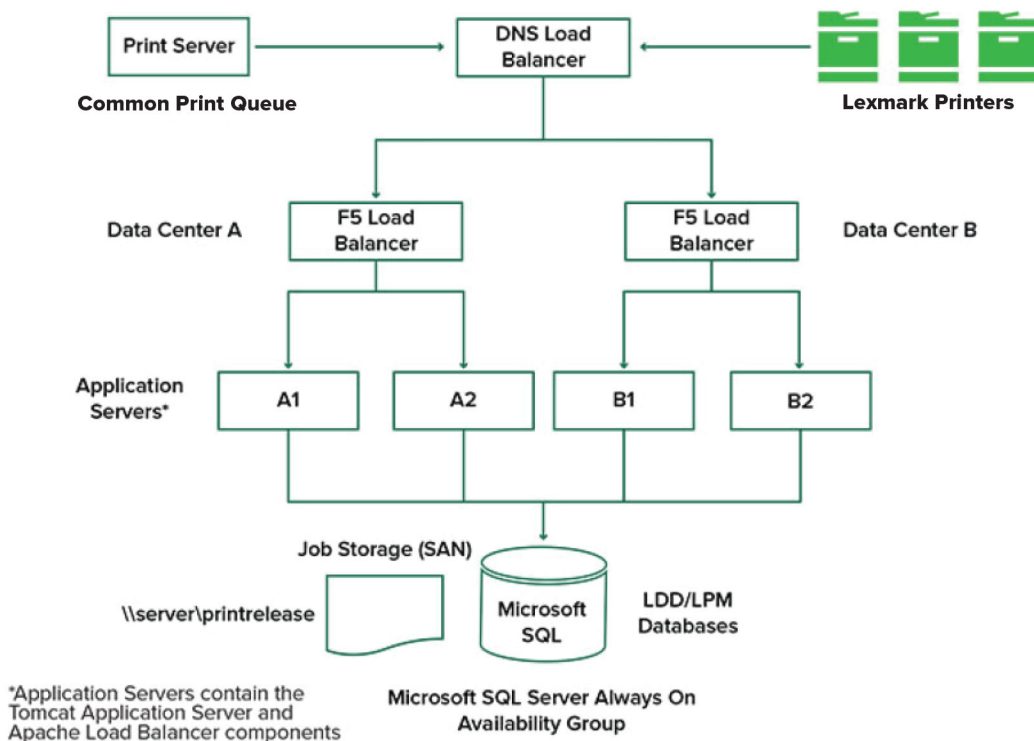 Print Server
DNS Load
Balancer
Common Print Queue
Lexmark Printers
Data Center A
F5 Load
Balancer
F5 Load
Balancer
Data Center B
Application
Servers*
A1
A2
B1
B2
Job Storage (SAN)
\\server\printrelease
Microsoft
SQL
LDD/LPM
Databases
*Application Servers contain the
Tomcat Application Server and
Apache Load Balancer components
Microsoft SQL Server Always On
Availability Group